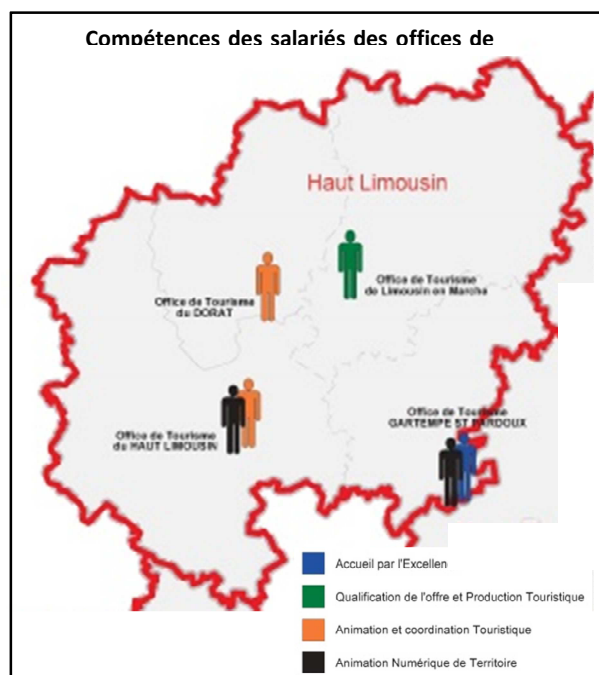 Compétences des salariés des offices de
Haut Limousin
Office de Tourisme
de Limousin en Marche
Office de Tourisme
du DORAT
Office de Tourisme
GARTEMPE ST PARDOUX
Office de Tourisme
du HAUT LIMOUSIN
Accueil par l'Excellen
Qualification de l'offre et Production Touristique
Animation et coordination Touristique
Animation Numérique de Territoire